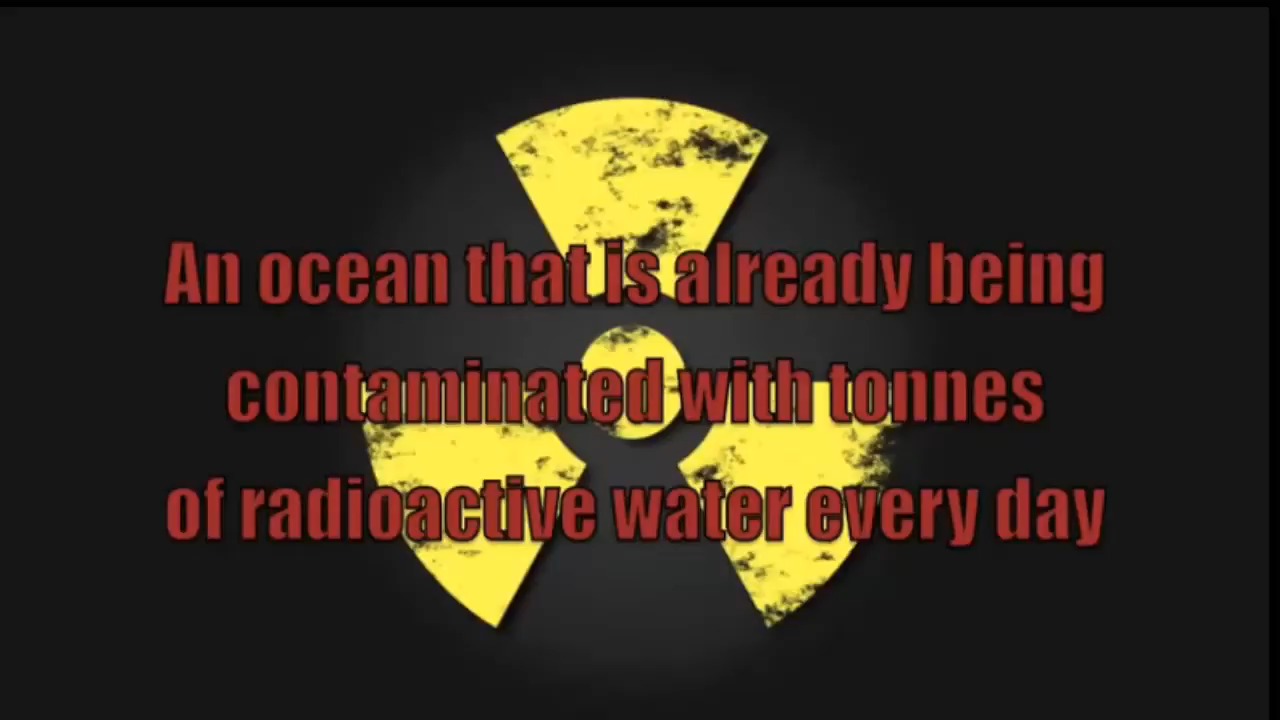 An ocean that is already being
contaminated with tonnes
of radioactive water every day